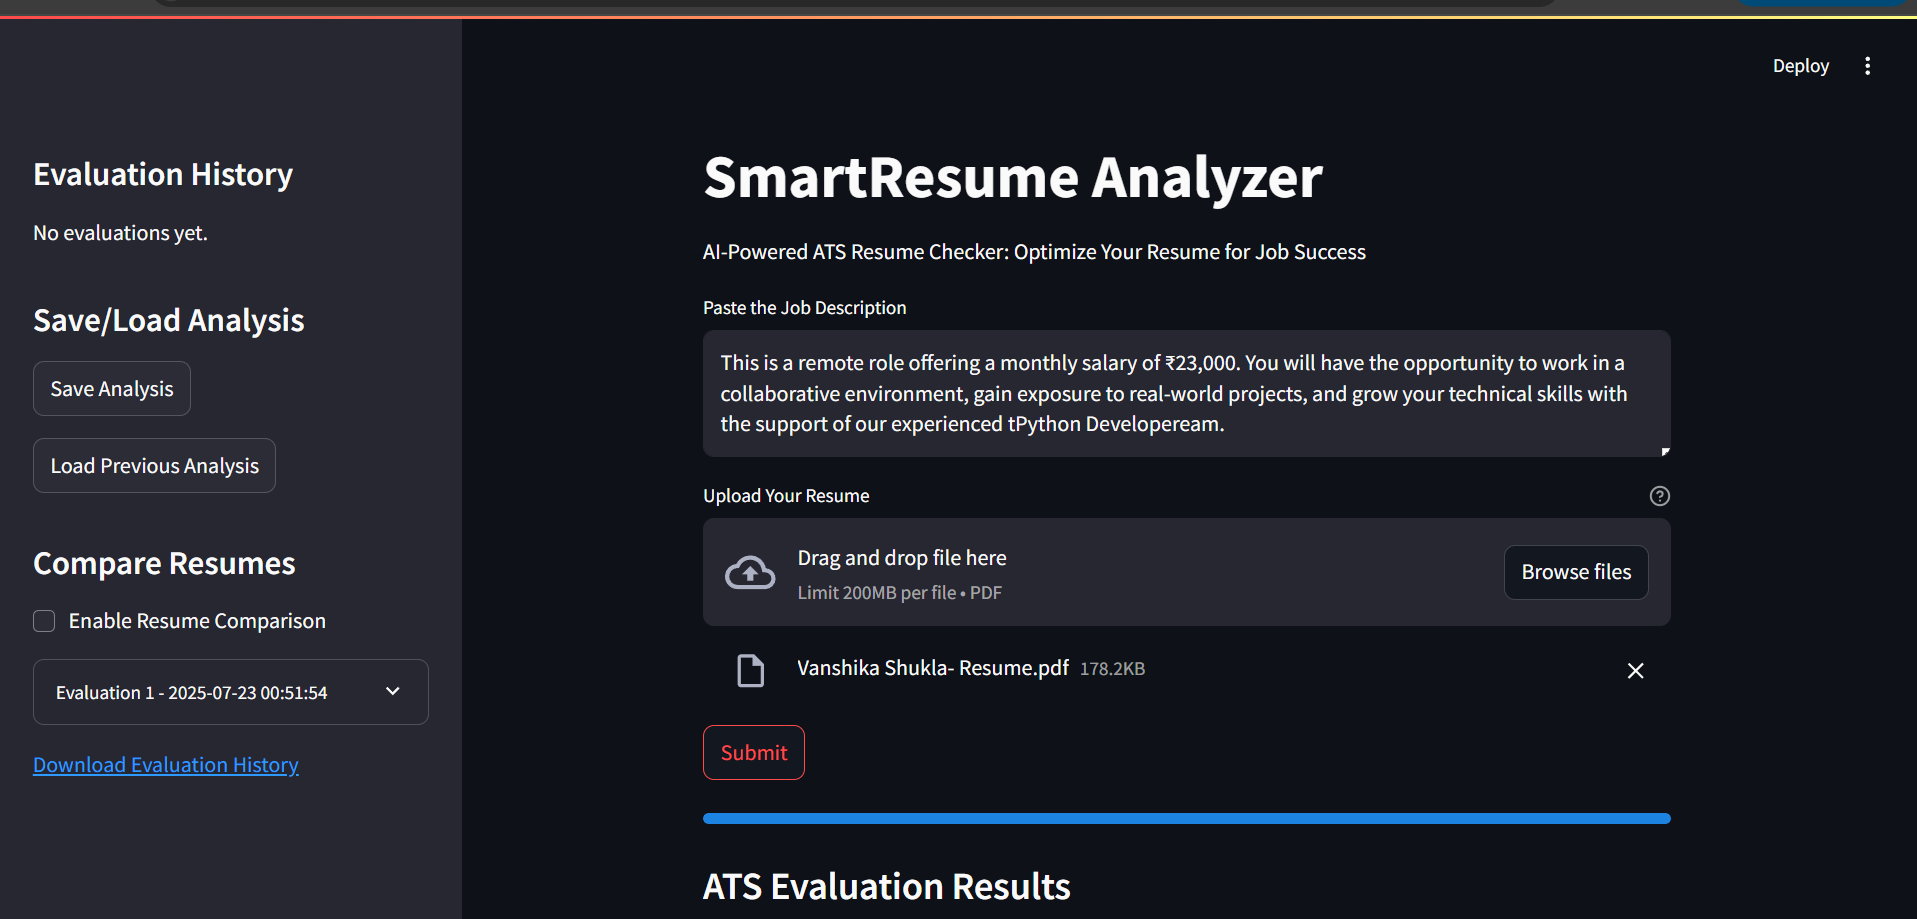 Deploy
Evaluation History
No evaluations yet.
Save/Load Analysis
Save Analysis
Load Previous Analysis
Compare Resumes
Enable Resume Comparison
Evaluation 1 - 2025-07-23 00:51:54
Download Evaluation History
SmartResume Analyzer
AI-Powered ATS Resume Checker: Optimize Your Resume for Job Success
Paste the Job Description
This is a remote role offering a monthly salary of ₹23,000. You will have the opportunity to work in a
collaborative environment, gain exposure to real-world projects, and grow your technical skills with
the support of our experienced tPython Developeream.
Upload Your Resume
Drag and drop file here
Limit 200MB per file • PDF
Browse files
Vanshika Shukla- Resume.pdf 178.2KB
Submit
ATS Evaluation Results